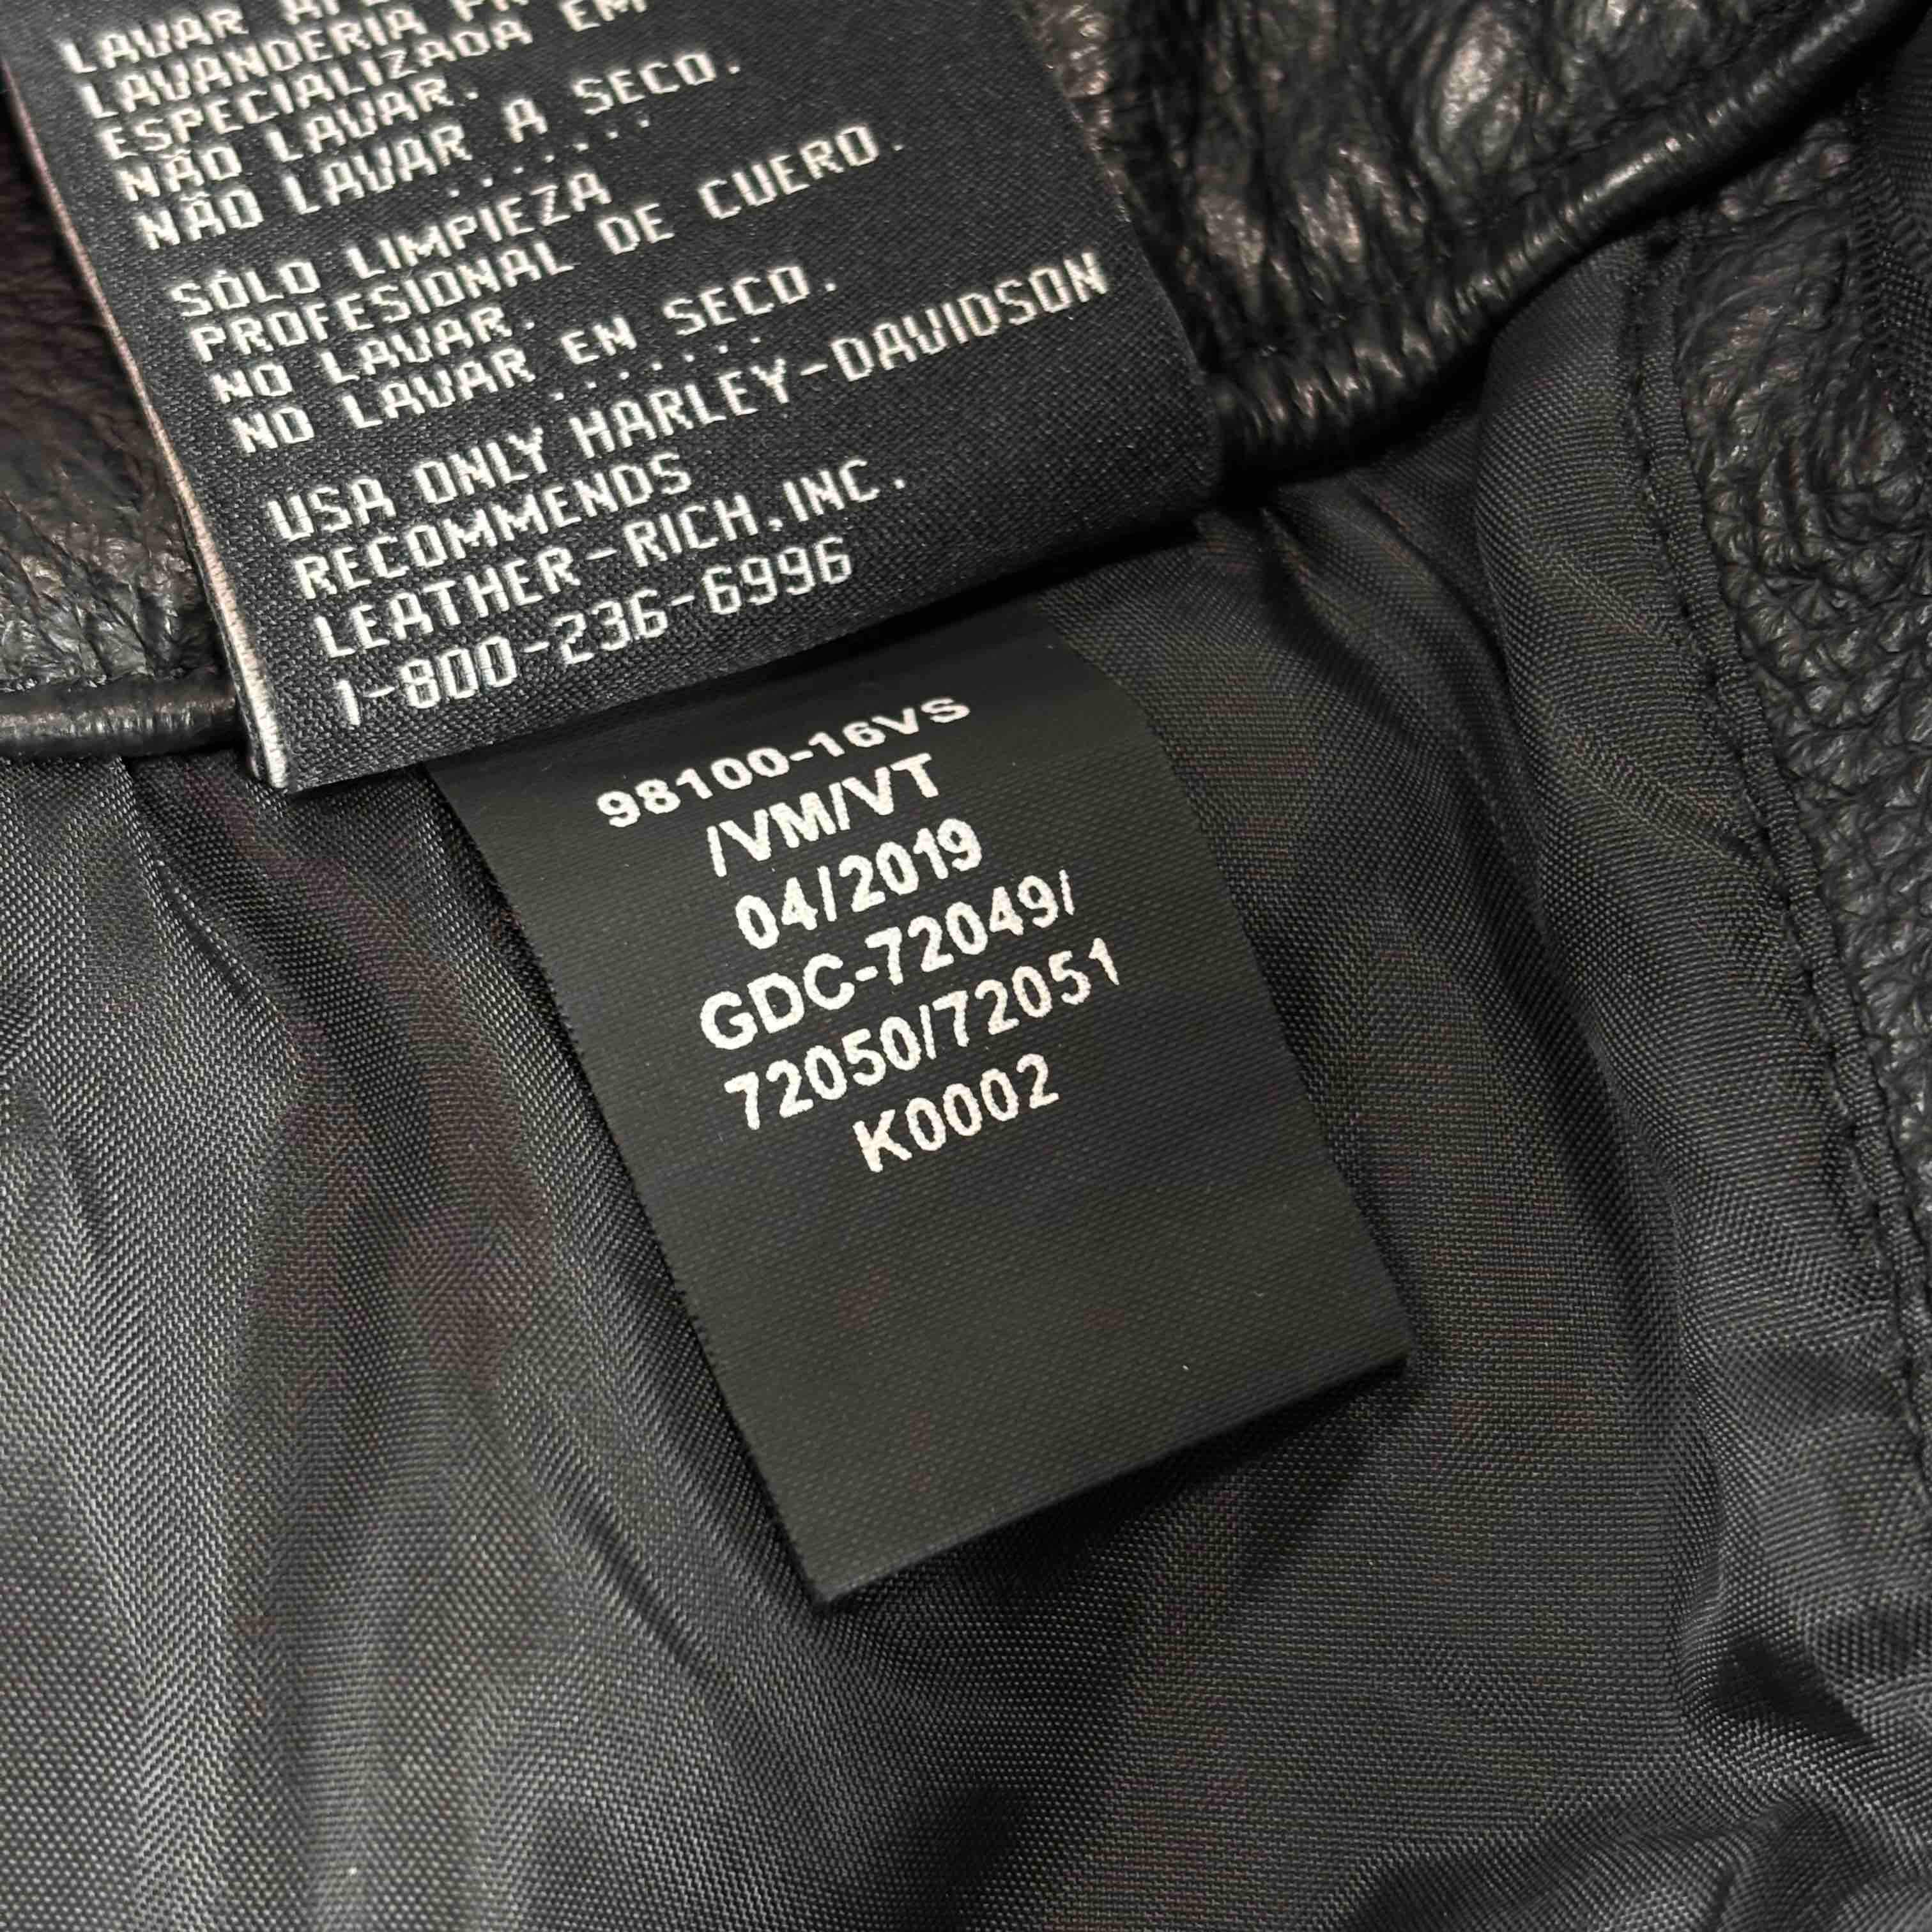 LAVAR
LAVANDERIA
ESPECIALIZADA EM
NÃO LAVAR.
NÃO LAVAR A SECO.
.......
SÓLO LIMPIEZA
PROFESIONAL DE CUERO.
NO LAVAR.
NO LAVAR EN SECO.
.......
USA ONLY HARLEY-DAVIDSON
RECOMMENDS
LEATHER-RICH,INC.
1-800-236-6996
98100-16VS
/VM/VT
04/2019
GDC-72049/
72050/72051
K0002